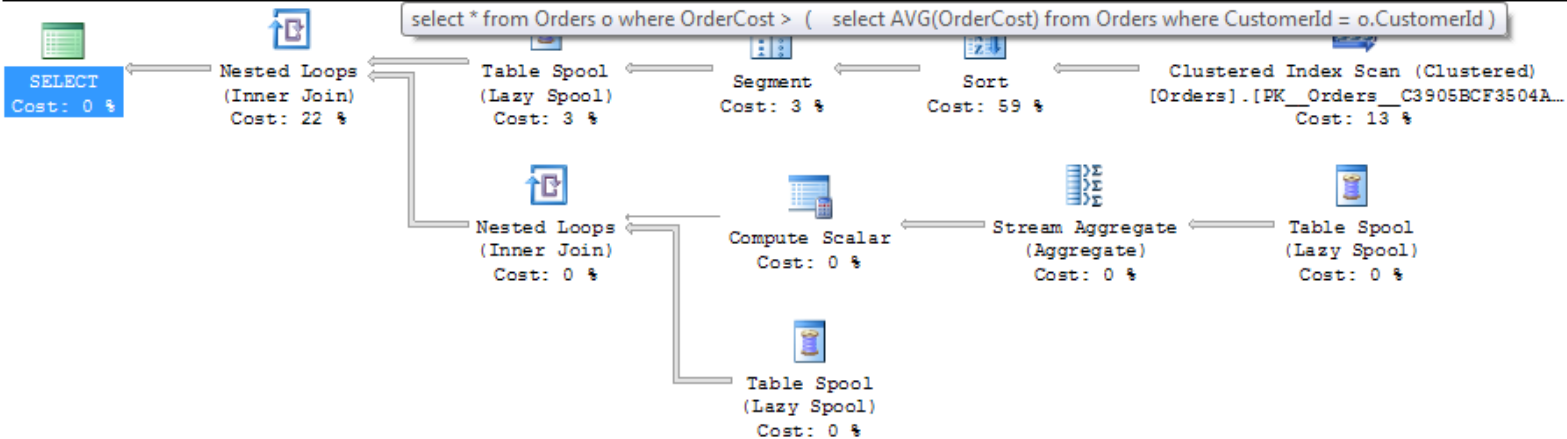 select * from Orders o where OrderCost > ( select AVG(OrderCost) from Orders where CustomerId = o.CustomerId )
SELECT
Cost: 0 %
Nested Loops
(Inner Join)
Cost: 22 %
Table Spool
(Lazy Spool)
Cost: 3 %
Segment
Cost: 3 %
Sort
Cost: 59 %
Clustered Index Scan (Clustered)
[Orders].[PK__Orders__C3905BCF3504A…
Cost: 13 %
Nested Loops
(Inner Join)
Cost: 0 %
Compute Scalar
Cost: 0 %
Stream Aggregate
(Aggregate)
Cost: 0 %
Table Spool
(Lazy Spool)
Cost: 0 %
Table Spool
(Lazy Spool)
Cost: 0 %